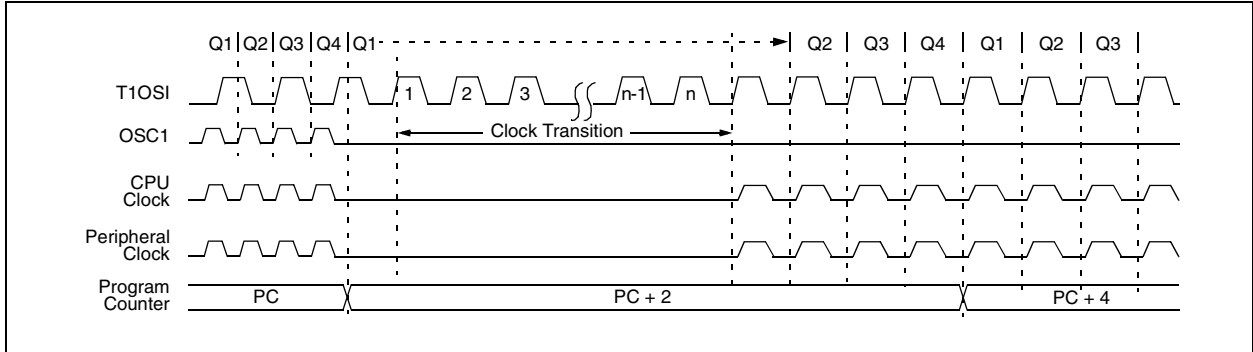 Q1 Q2 Q3 Q4 Q1 Q2 Q3 Q4 Q1 Q2 Q3
T1OSI
1 2 3 n-1 n
OSC1
Clock Transition
CPU
Clock
Peripheral
Clock
Program
Counter
PC PC + 2 PC + 4